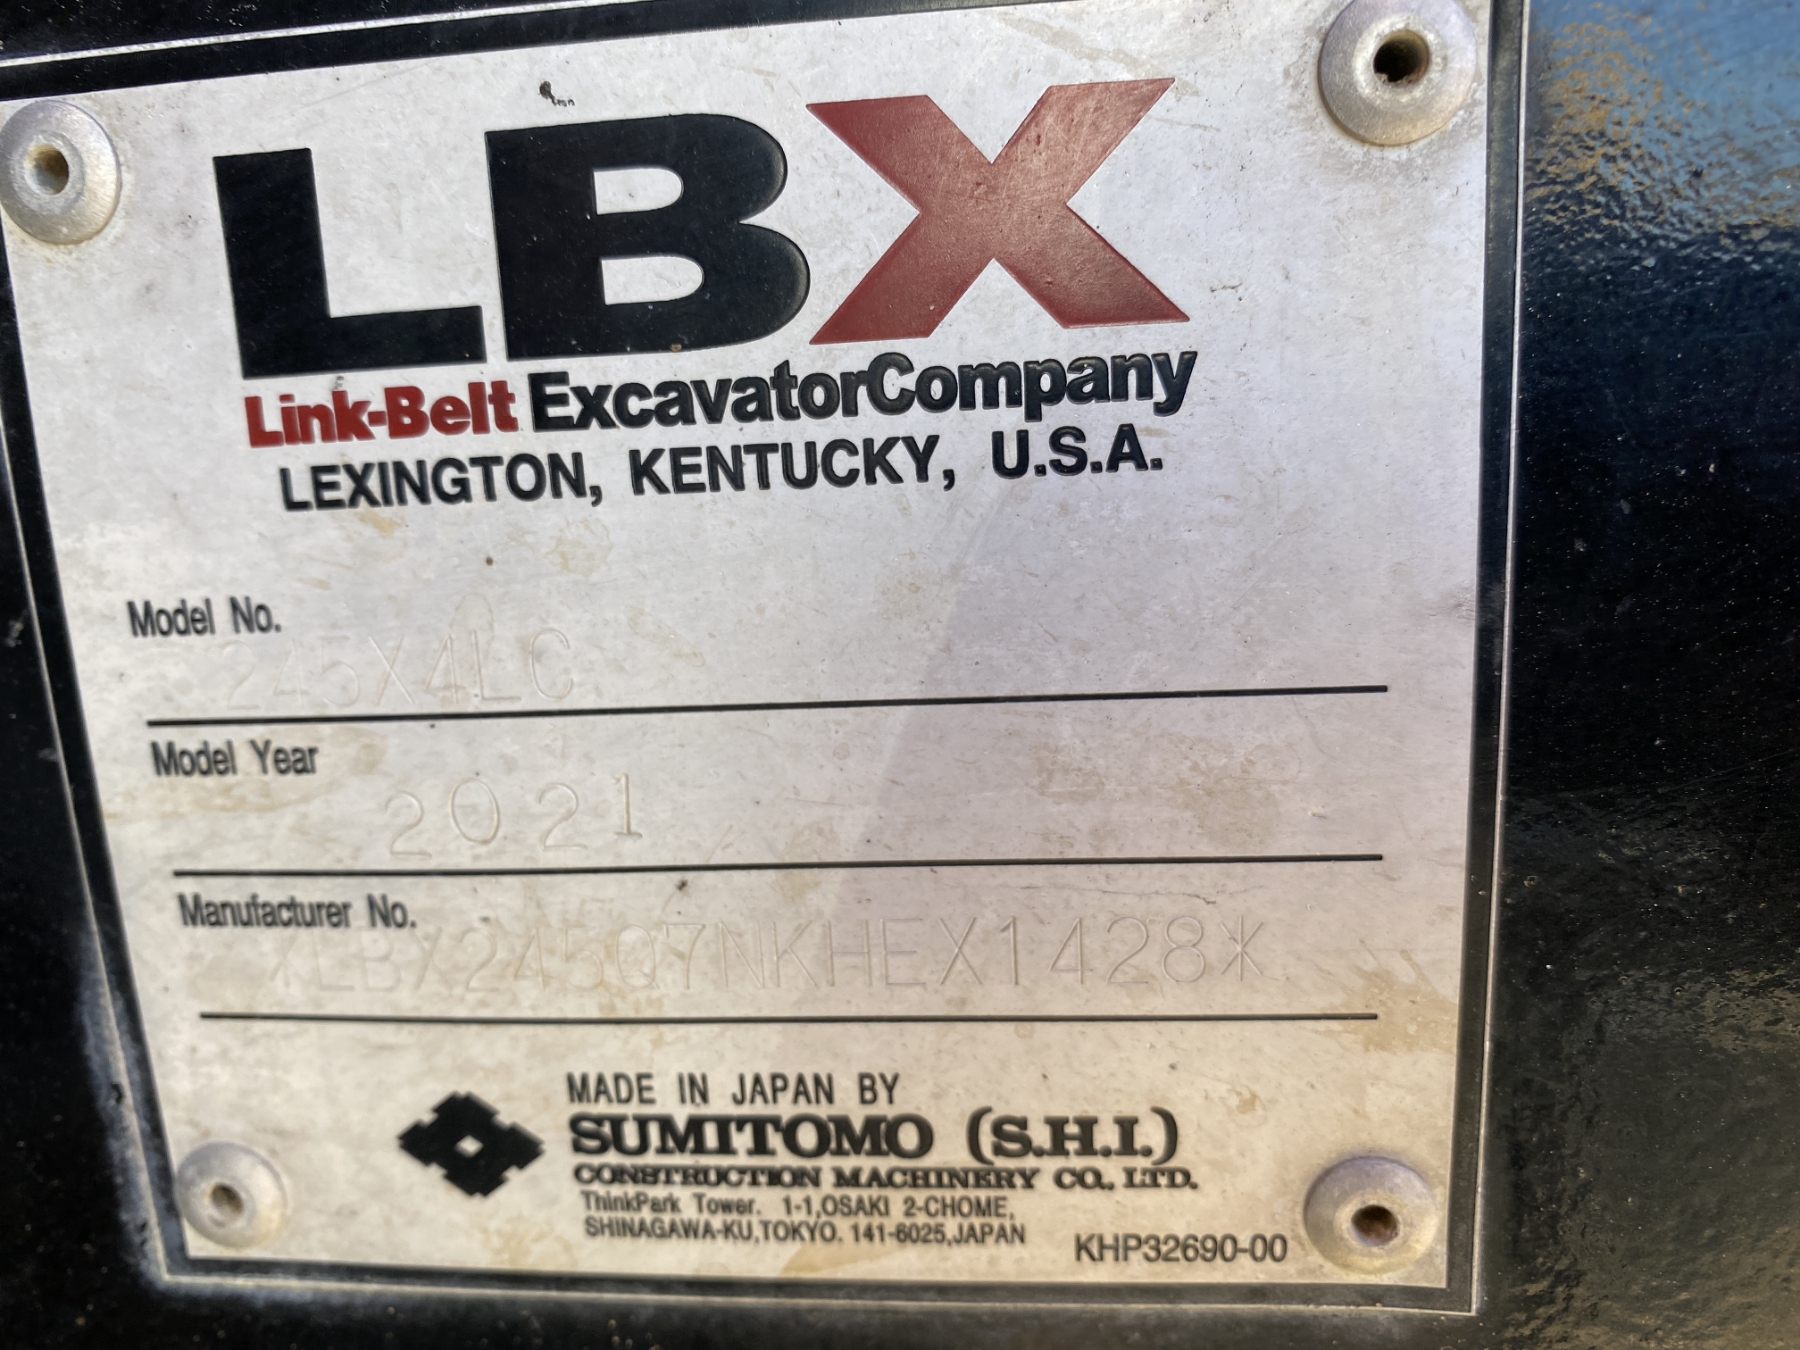 LBX
Link-Belt ExcavatorCompany
LEXINGTON, KENTUCKY, U.S.A.
Model No.
245X4LC
Model Year
2021
Manufacturer No.
*LBX245Q7NKHEX1428*
MADE IN JAPAN BY
SUMITOMO (S.H.I.)
CONSTRUCTION MACHINERY CO., LTD.
ThinkPark Tower. 1-1,OSAKI 2-CHOME,
SHINAGAWA-KU,TOKYO. 141-6025,JAPAN
KHP32690-00